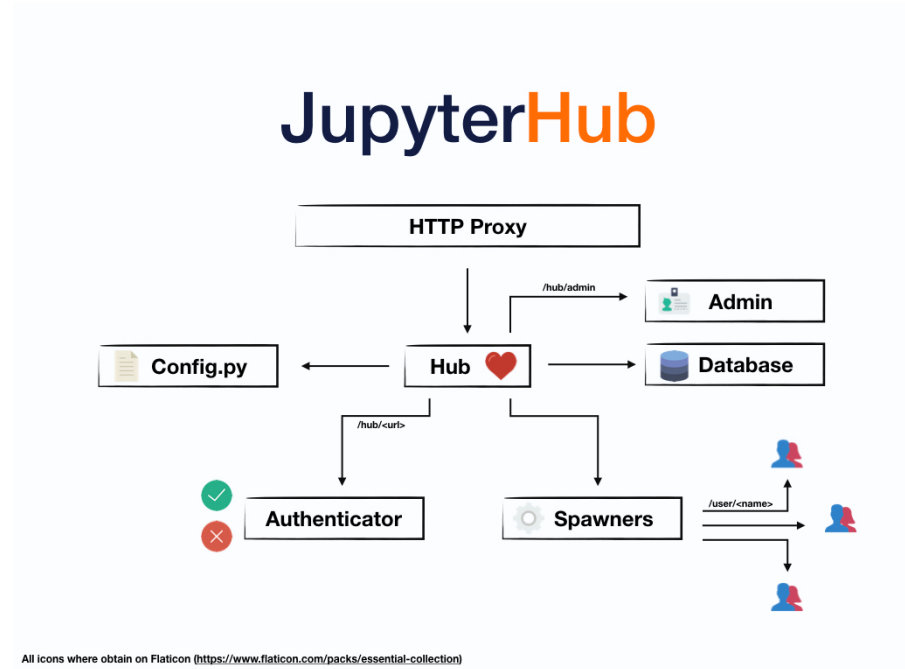 JupyterHub
HTTP Proxy
/hub/admin
Admin
Config.py
Hub
Database
/hub/<url>
Authenticator
Spawners
/user/<name>
All icons where obtain on Flaticon (https://www.flaticon.com/packs/essential-collection)